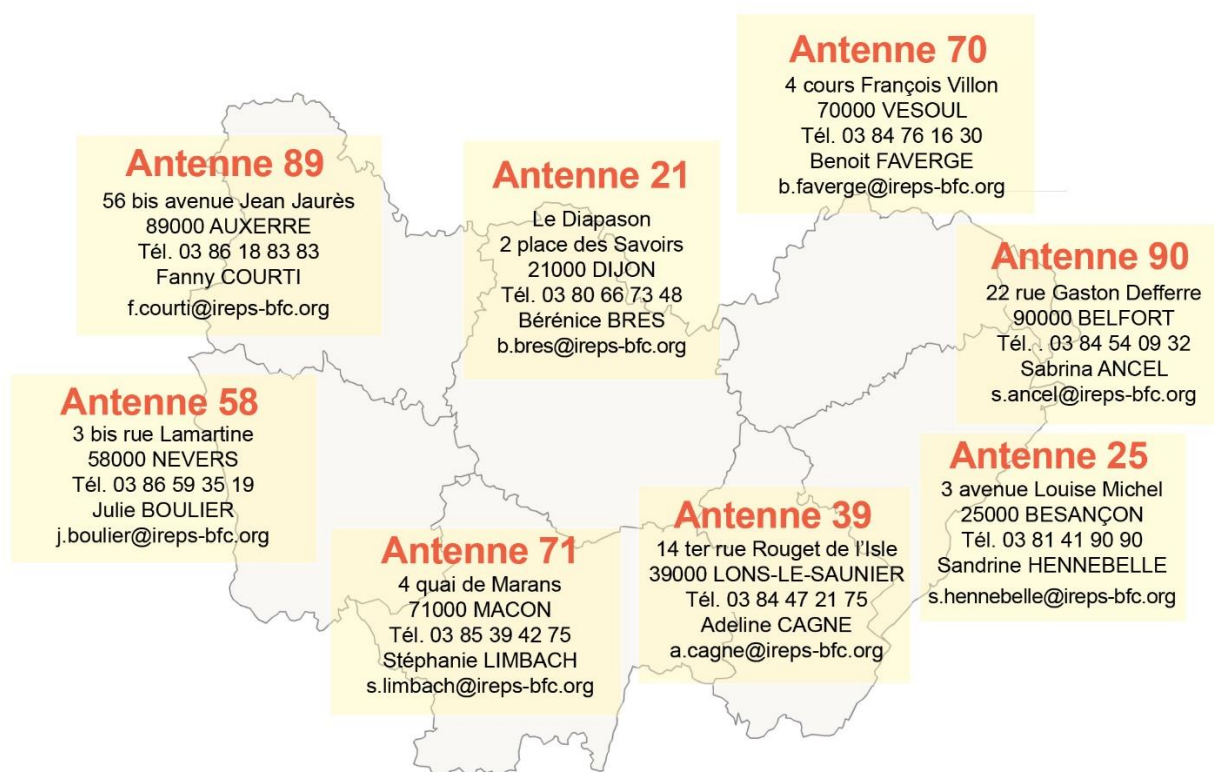 Antenne 70
4 cours François Villon
70000 VESOUL
Tél. 03 84 76 16 30
Benoit FAVERGE
b.faverge@ireps-bfc.org
Antenne 89
56 bis avenue Jean Jaurès
89000 AUXERRE
Tél. 03 86 18 83 83
Fanny COURTI
f.courti@ireps-bfc.org
Antenne 21
Le Diapason
2 place des Savoirs
21000 DIJON
Tél. 03 80 66 73 48
Bérénice BRES
b.bres@ireps-bfc.org
Antenne 90
22 rue Gaston Defferre
90000 BELFORT
Tél. . 03 84 54 09 32
Sabrina ANCEL
s.ancel@ireps-bfc.org
Antenne 58
3 bis rue Lamartine
58000 NEVERS
Tél. 03 86 59 35 19
Julie BOULIER
j.boulier@ireps-bfc.org
Antenne 71
4 quai de Marans
71000 MACON
Tél. 03 85 39 42 75
Stéphanie LIMBACH
s.limbach@ireps-bfc.org
Antenne 39
14 ter rue Rouget de l'Isle
39000 LONS-LE-SAUNIER
Tél. 03 84 47 21 75
Adeline CAGNE
a.cagne@ireps-bfc.org
Antenne 25
3 avenue Louise Michel
25000 BESANÇON
Tél. 03 81 41 90 90
Sandrine HENNEBELLE
s.hennebelle@ireps-bfc.org